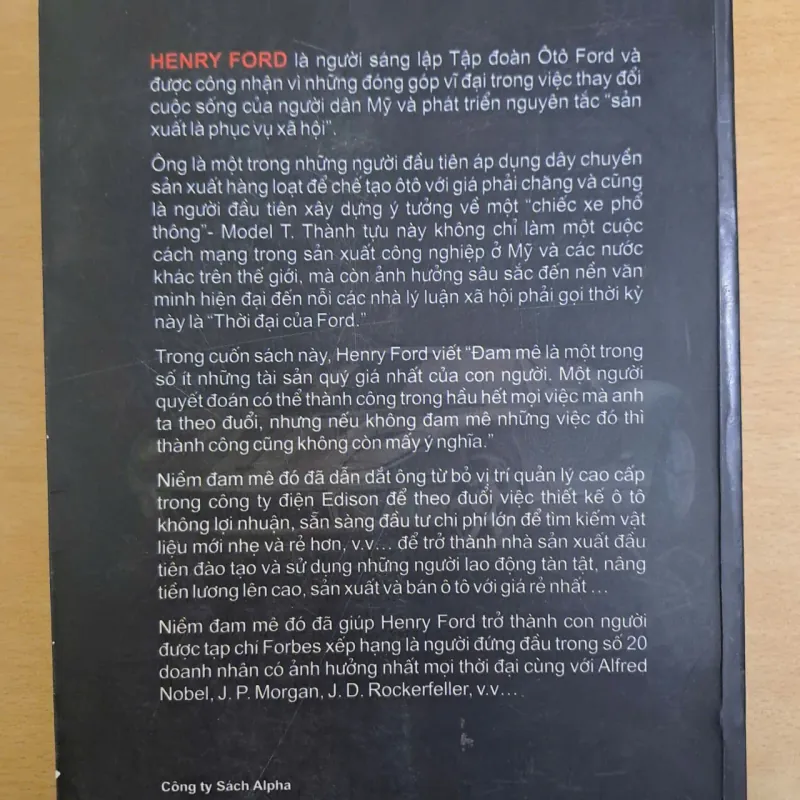 HENRY FORD là người sáng lập Tập đoàn Ôtô Ford và
được công nhận vì những đóng góp vĩ đại trong việc thay đổi
cuộc sống của người dân Mỹ và phát triển nguyên tắc “sản
xuất là phục vụ xã hội”.
Ông là một trong những người đầu tiên áp dụng dây chuyền
sản xuất hàng loạt để chế tạo ôtô với giá phải chăng và cũng
là người đầu tiên xây dựng ý tưởng về một “chiếc xe phổ
thông”- Model T. Thành tựu này không chỉ làm một cuộc
cách mạng trong sản xuất công nghiệp ở Mỹ và các nước
khác trên thế giới, mà còn ảnh hưởng sâu sắc đến nền văn
minh hiện đại đến nỗi các nhà lý luận xã hội phải gọi thời kỳ
này là “Thời đại của Ford.”
Trong cuốn sách này, Henry Ford viết “Đam mê là một trong
số ít những tài sản quý giá nhất của con người. Một người
quyết đoán có thể thành công trong hầu hết mọi việc mà anh
ta theo đuổi, nhưng nếu không đam mê những việc đó thì
thành công cũng không còn mấy ý nghĩa.”
Niềm đam mê đó đã dẫn dắt ông từ bỏ vị trí quản lý cao cấp
trong công ty điện Edison để theo đuổi việc thiết kế ô tô
không lợi nhuận, sẵn sàng đầu tư chi phí lớn để tìm kiếm vật
liệu mới nhẹ và rẻ hơn, v.v... để trở thành nhà sản xuất đầu
tiên đào tạo và sử dụng những người lao động tàn tật, nâng
tiền lương lên cao, sản xuất và bán ô tô với giá rẻ nhất ...
Niềm đam mê đó đã giúp Henry Ford trở thành con người
được tạp chí Forbes xếp hạng là người đứng đầu trong số 20
doanh nhân có ảnh hưởng nhất mọi thời đại cùng với Alfred
Nobel, J. P. Morgan, J. D. Rockerfeller, v.v...
Công ty Sách Alpha